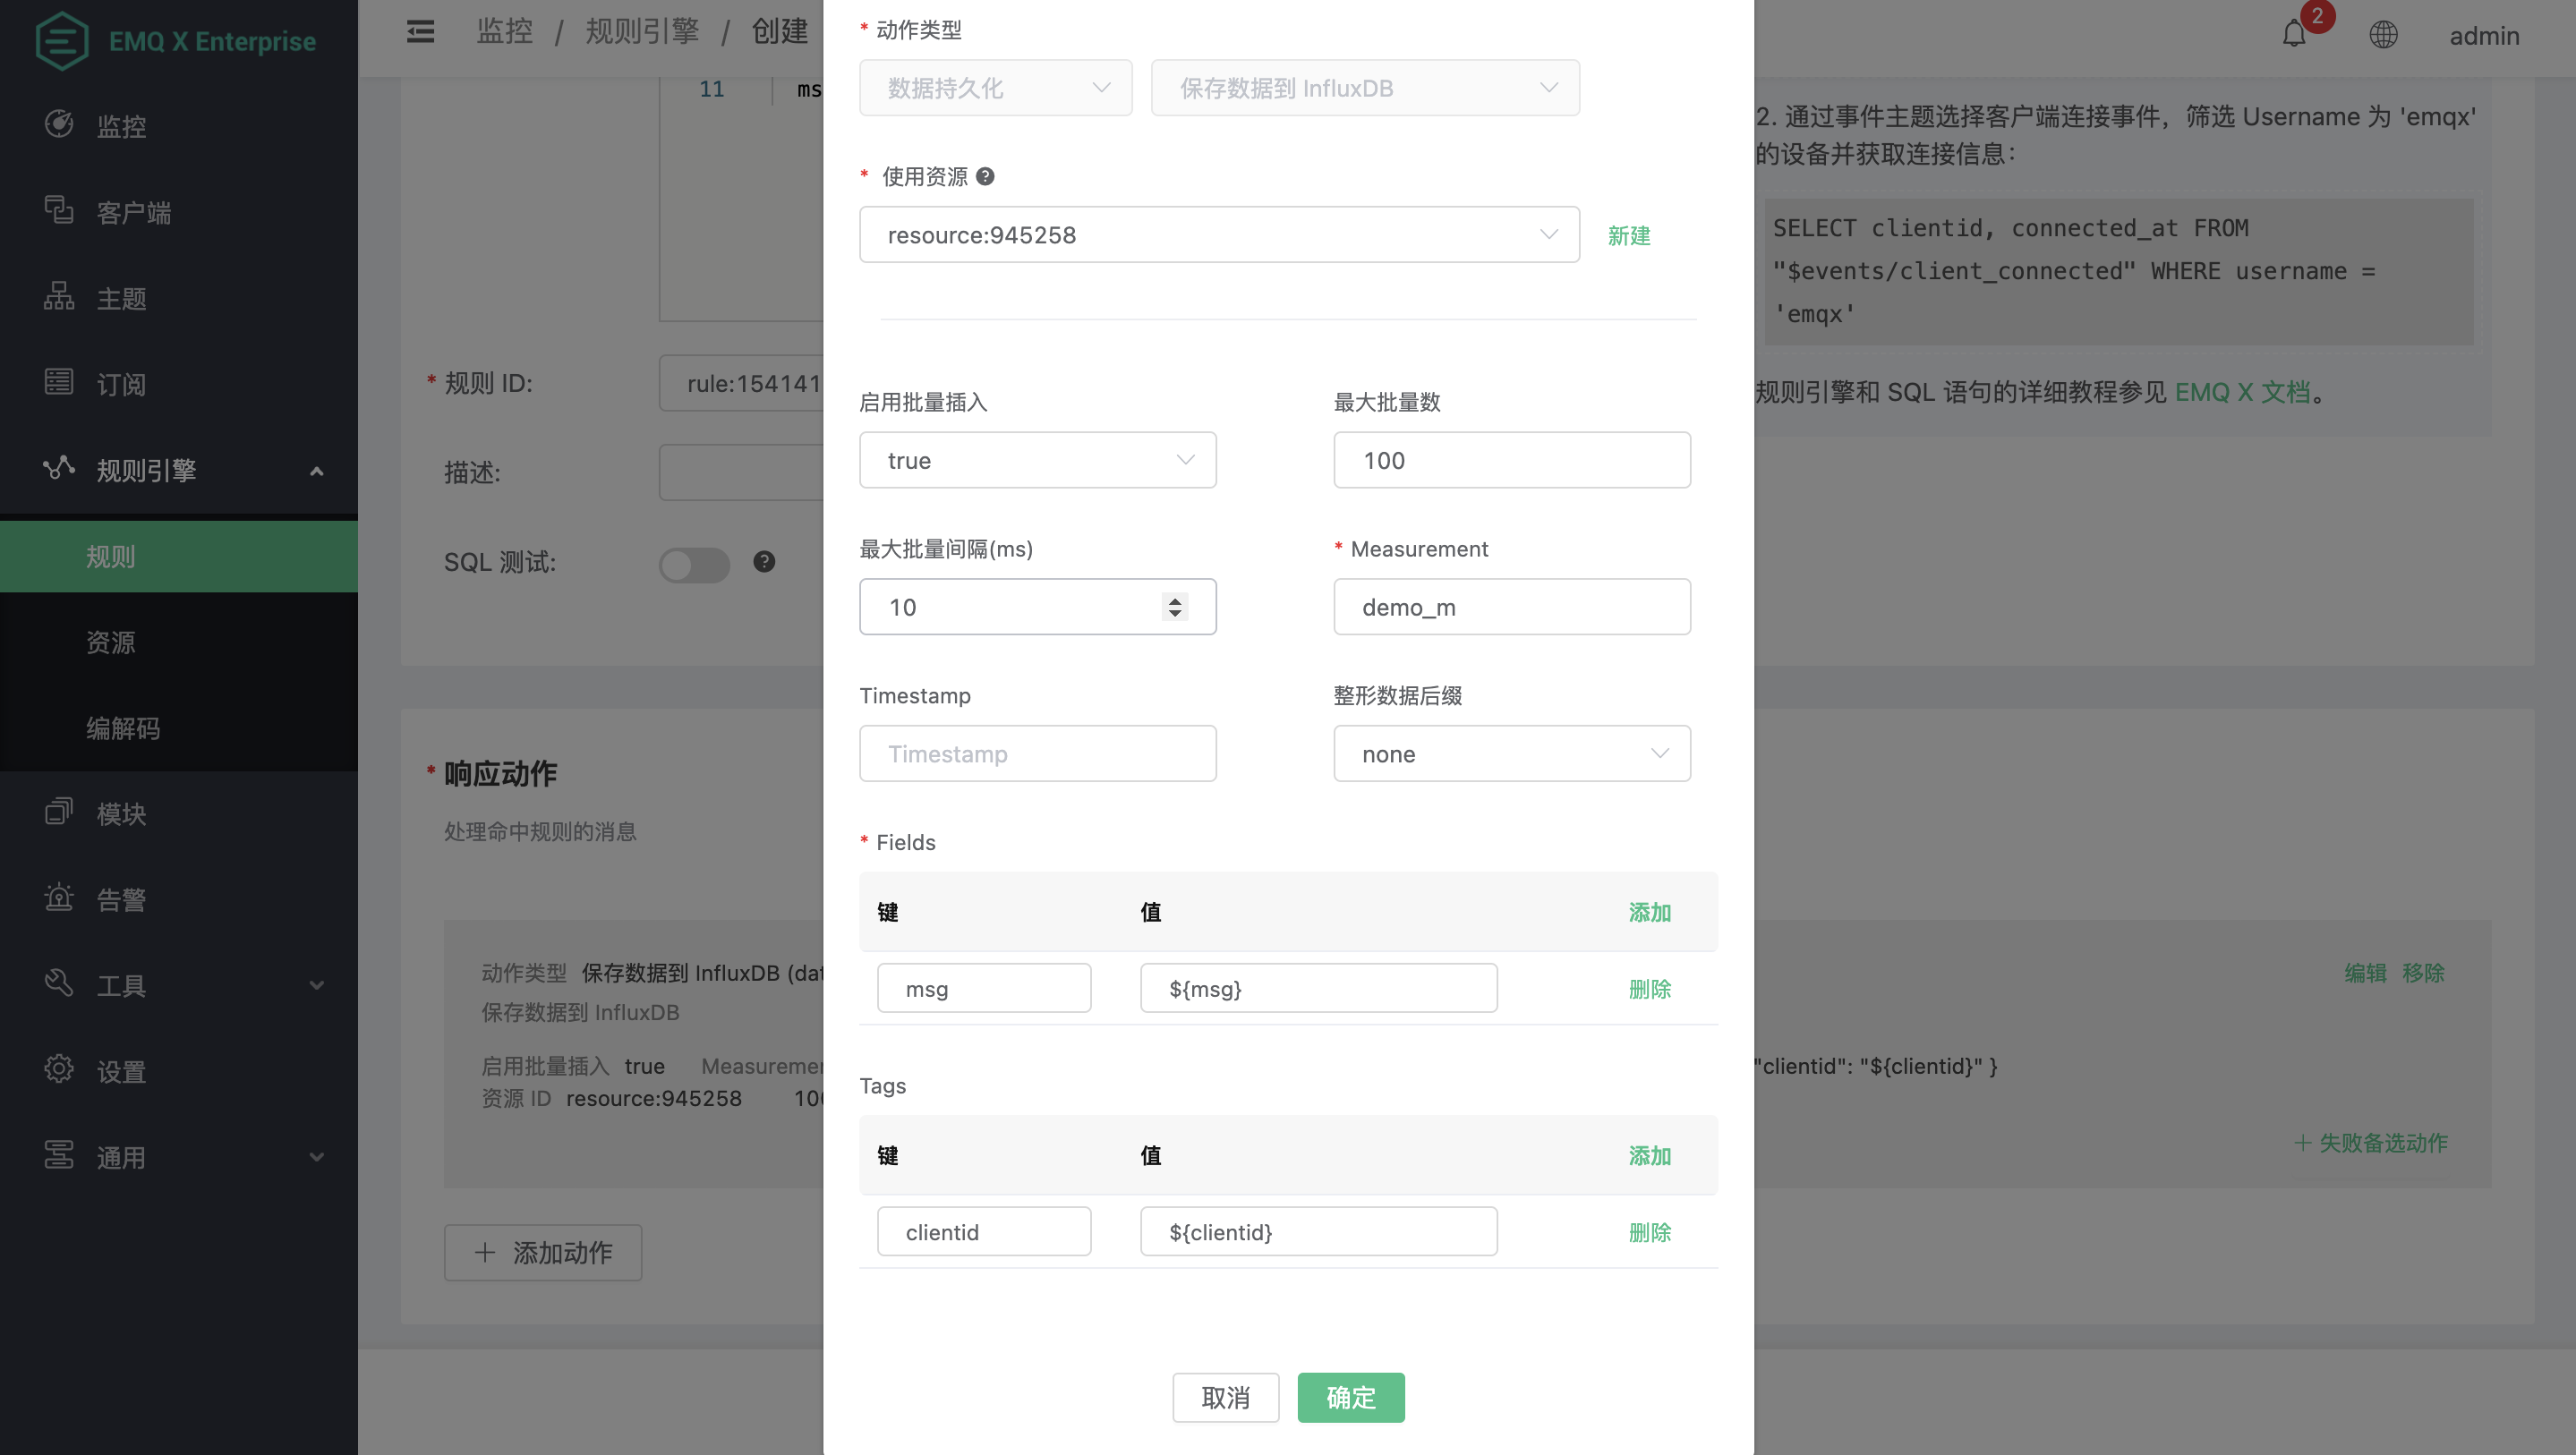 EMQ X Enterprise
监控
客户端
主题
订阅
规则引擎
规则
资源
编解码
模块
告警
工具
设置
通用
监控 / 规则引擎 / 创建
2
admin
11 ms
* 规则 ID:
rule:154141
描述:
SQL 测试:
?
* 响应动作
处理命中规则的消息
动作类型 保存数据到 InfluxDB (dat
保存数据到 InfluxDB
启用批量插入 true Measuremen
资源 ID resource:945258 10
+ 添加动作
* 动作类型
数据持久化
保存数据到 InfluxDB
* 使用资源 ?
resource:945258
新建
启用批量插入
最大批量数
true
100
最大批量间隔(ms)
* Measurement
10
demo_m
Timestamp
整形数据后缀
Timestamp
none
* Fields
键 值 添加
msg ${msg} 删除
Tags
键 值 添加
clientid ${clientid} 删除
取消
确定
2. 通过事件主题选择客户端连接事件，筛选 Username 为 'emqx'
的设备并获取连接信息：
SELECT clientid, connected_at FROM
"$events/client_connected" WHERE username =
'emqx'
规则引擎和 SQL 语句的详细教程参见 EMQ X 文档。
编辑 移除
"clientid": "${clientid}" }
+ 失败备选动作